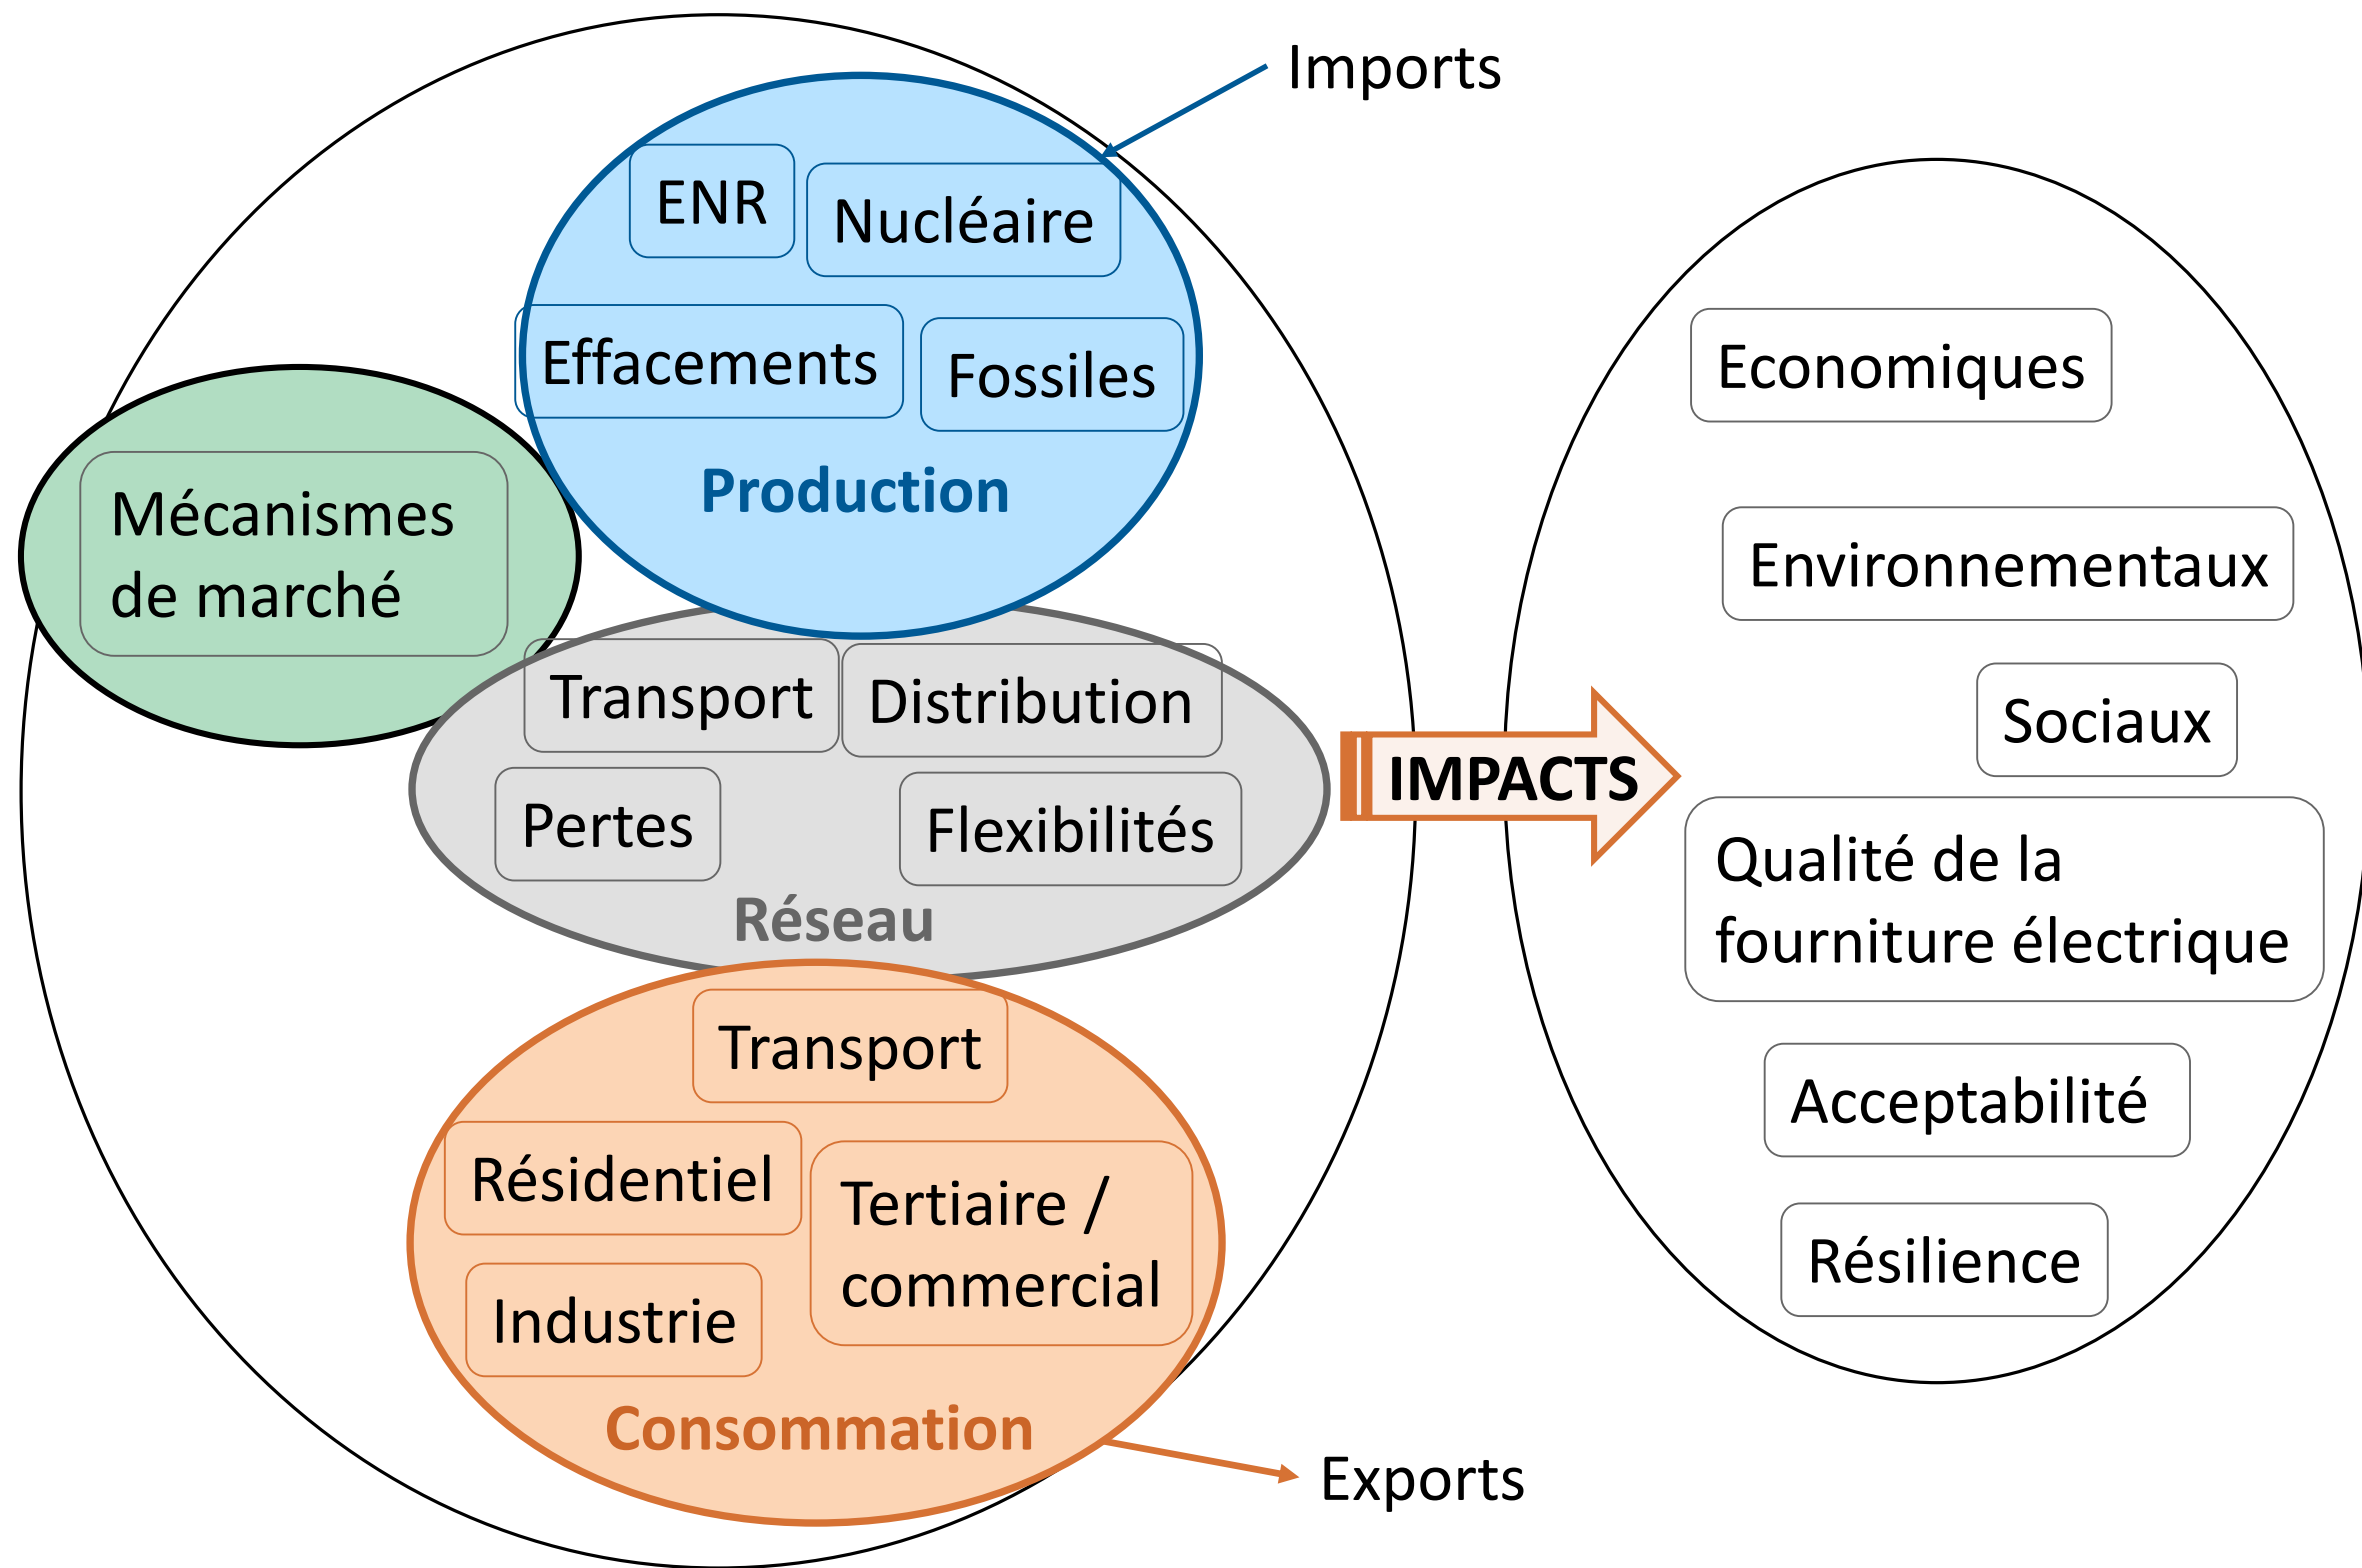 Imports
ENR
Nucléaire
Effacements
Fossiles
Production
Mécanismes
de marché
Transport
Distribution
Pertes
Flexibilités
Réseau
Transport
Résidentiel
Tertiaire /
commercial
Industrie
Consommation
Exports
IMPACTS
Economiques
Environnementaux
Sociaux
Qualité de la
fourniture électrique
Acceptabilité
Résilience